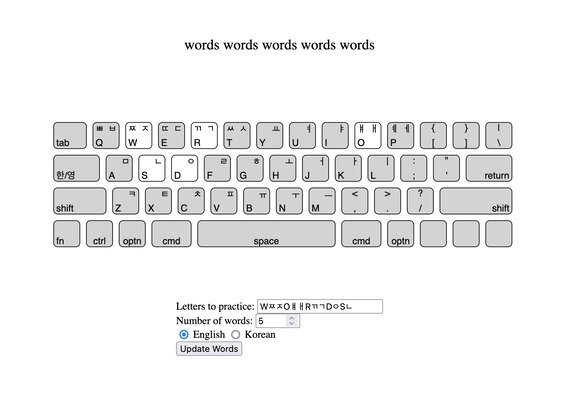 words words words words words
tab ㅃ ㅂ Q ㅉ ㅈ W ㄸ ㄷ E ㄲ ㄱ R ㅆ ㅅ T ㅛ Y ㅕ U ㅑ I ㅒ ㅐ O ㅖ ㅔ P { [ } ] | \
한/영 ㅁ A ㄴ S ㅇ D ㄹ F ㅎ G ㅗ H ㅓ J ㅏ K ㅣ L : ; " ' return
shift ㅋ Z ㅌ X ㅊ C ㅍ V ㅠ B ㅜ N ㅡ M < , > . ? / shift
fn ctrl optn cmd space cmd optn
Letters to practice: WㅉㅈOㅒㅐRㄲㄱDㅇSㄴ
Number of words: 5
English Korean
Update Words